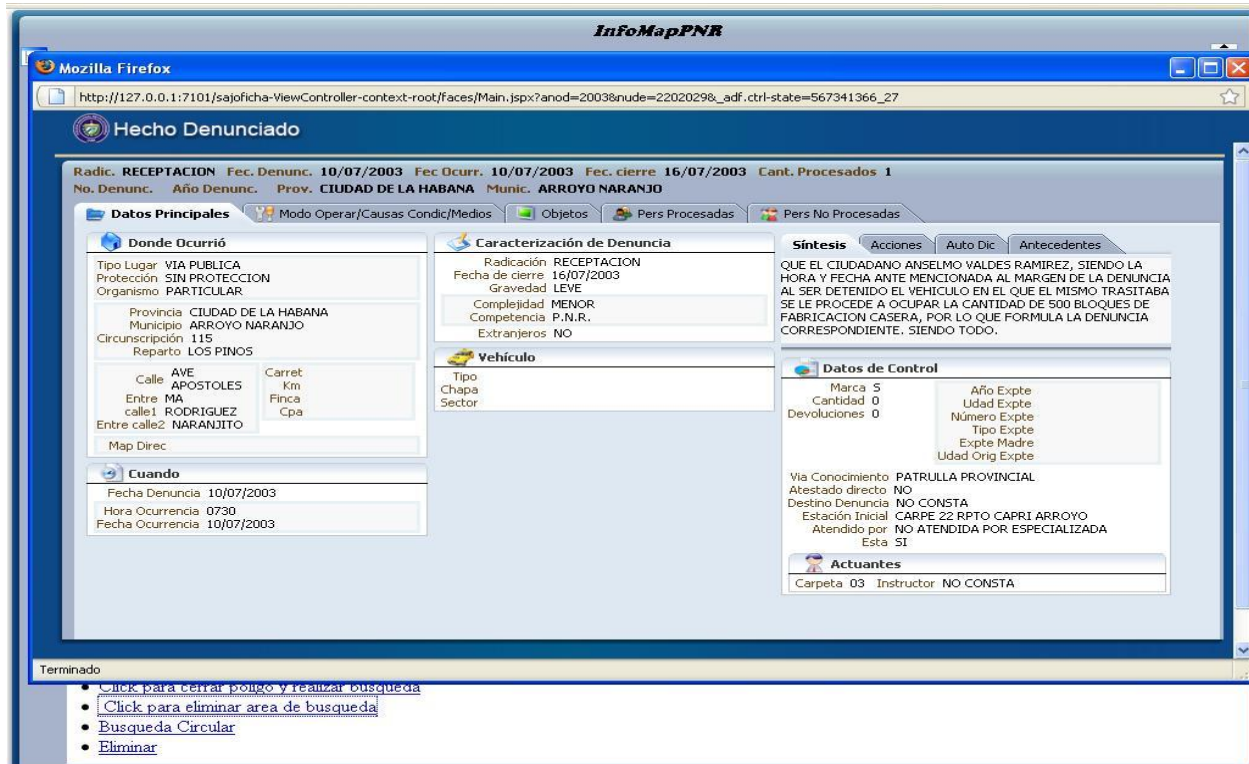 InfoMapPNR
Mozilla Firefox
http://127.0.0.1:7101/sajoficha-ViewController-context-root/faces/Main.jspx?anod=2003&nude=2202029&_adf.ctrl-state=567341366_27
Hecho Denunciado
Radic. RECEPTACION Fec. Denunc. 10/07/2003 Fec Ocurr. 10/07/2003 Fec. cierre 16/07/2003 Cant. Procesados 1
No. Denunc. Año Denunc. Prov. CIUDAD DE LA HABANA Munic. ARROYO NARANJO
Datos Principales Modo Operar/Causas Condic/Medios Objetos Pers Procesadas Pers No Procesadas
Donde Ocurrió
Tipo Lugar VIA PUBLICA
Protección SIN PROTECCION
Organismo PARTICULAR
Provincia CIUDAD DE LA HABANA
Municipio ARROYO NARANJO
Circunscripción 115
Reparto LOS PINOS
Calle AVE APOSTOLES
Entre calle1 MA RODRIGUEZ
Entre calle2 NARANJITO
Carret
Km
Finca
Cpa
Map Direc
Cuando
Fecha Denuncia 10/07/2003
Hora Ocurrencia 0730
Fecha Ocurrencia 10/07/2003
Caracterización de Denuncia
Radicación RECEPTACION
Fecha de cierre 16/07/2003
Gravedad LEVE
Complejidad MENOR
Competencia P.N.R.
Extranjeros NO
Vehículo
Tipo
Chapa
Sector
Síntesis Acciones Auto Dic Antecedentes
QUE EL CIUDADANO ANSELMO VALDES RAMIREZ, SIENDO LA
HORA Y FECHA ANTE MENCIONADA AL MARGEN DE LA DENUNCIA
AL SER DETENIDO EL VEHICULO EN EL QUE EL MISMO TRASITABA
SE LE PROCEDE A OCUPAR LA CANTIDAD DE 500 BLOQUES DE
FABRICACION CASERA, POR LO QUE FORMULA LA DENUNCIA
CORRESPONDIENTE. SIENDO TODO.
Datos de Control
Marca S
Cantidad 0
Devoluciones 0
Año Expte
Udad Expte
Número Expte
Tipo Expte
Expte Madre
Udad Orig Expte
Via Conocimiento PATRULLA PROVINCIAL
Atestado directo NO
Destino Denuncia NO CONSTA
Estación Inicial CARPE 22 RPTO CAPRI ARROYO
Atendido por NO ATENDIDA POR ESPECIALIZADA
Esta SI
Actuantes
Carpeta 03 Instructor NO CONSTA
Terminado
Click para cerrar poligo y realizar busqueda
Click para eliminar area de busqueda
Busqueda Circular
Eliminar